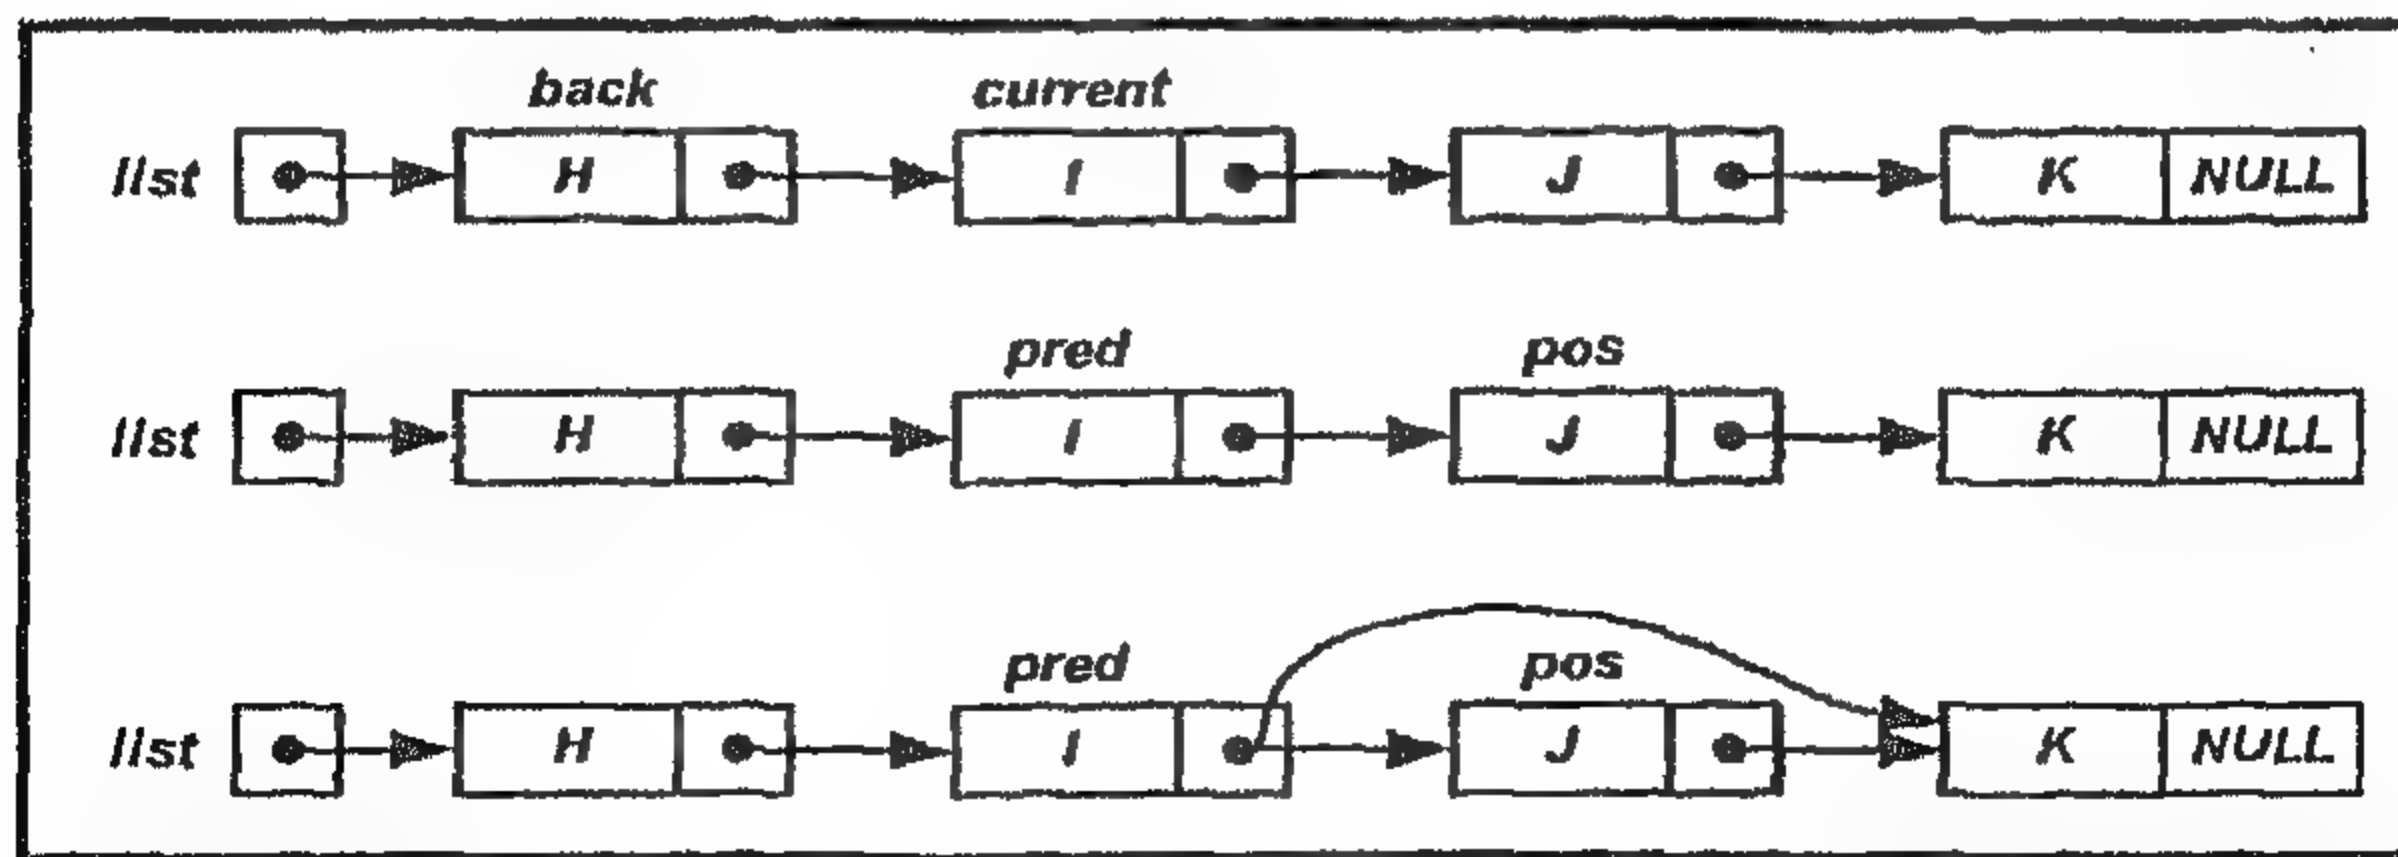 back current
list H I J K NULL
pred pos
list H I J K NULL
pred pos
list H I J K NULL